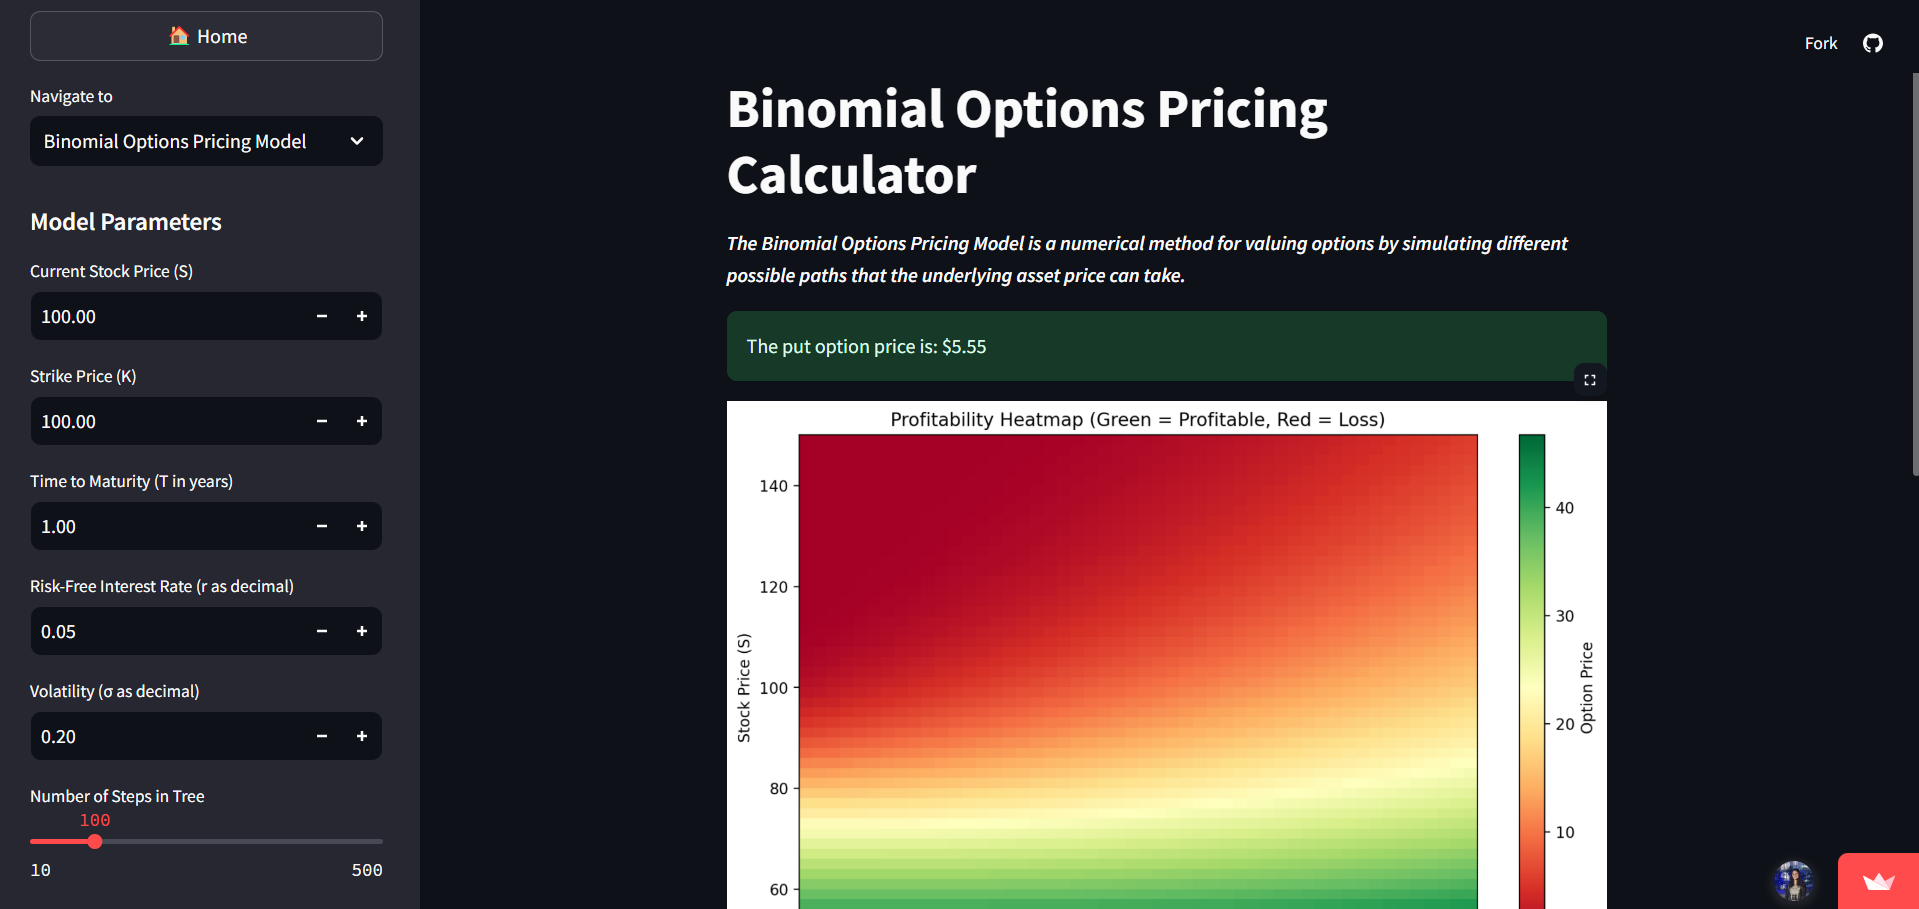 Home
Navigate to
Binomial Options Pricing Model
Model Parameters
Current Stock Price (S)
100.00
Strike Price (K)
100.00
Time to Maturity (T in years)
1.00
Risk-Free Interest Rate (r as decimal)
0.05
Volatility (σ as decimal)
0.20
Number of Steps in Tree
100
10 500
Fork
Binomial Options Pricing
Calculator
The Binomial Options Pricing Model is a numerical method for valuing options by simulating different
possible paths that the underlying asset price can take.
The put option price is: $5.55
Profitability Heatmap (Green = Profitable, Red = Loss)
Stock Price (S)
140
120
100
80
60
40
30
20
10
Option Price